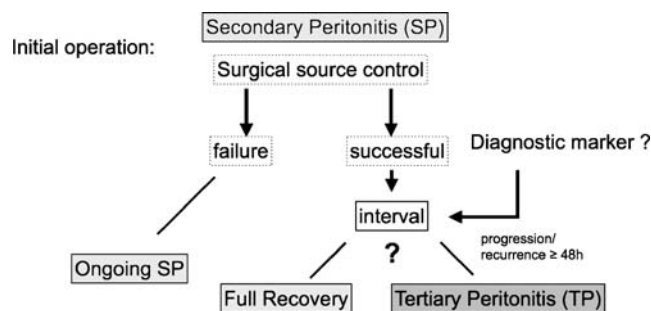 Secondary Peritonitis (SP)
Initial operation:
Surgical source control
failure
successful
Diagnostic marker ?
interval
progression/
recurrence ≥ 48h
?
Ongoing SP
Full Recovery
Tertiary Peritonitis (TP)